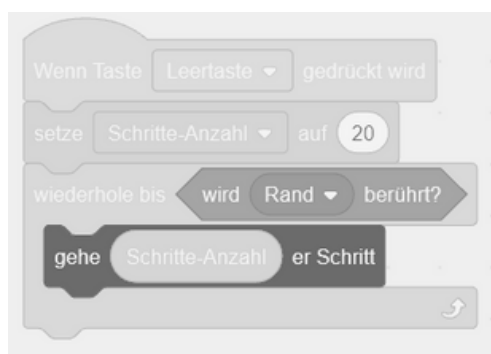 Wenn Taste Leertaste gedrückt wird
setze Schritte-Anzahl auf 20
wiederhole bis wird Rand berührt?
gehe Schritte-Anzahl er Schritt